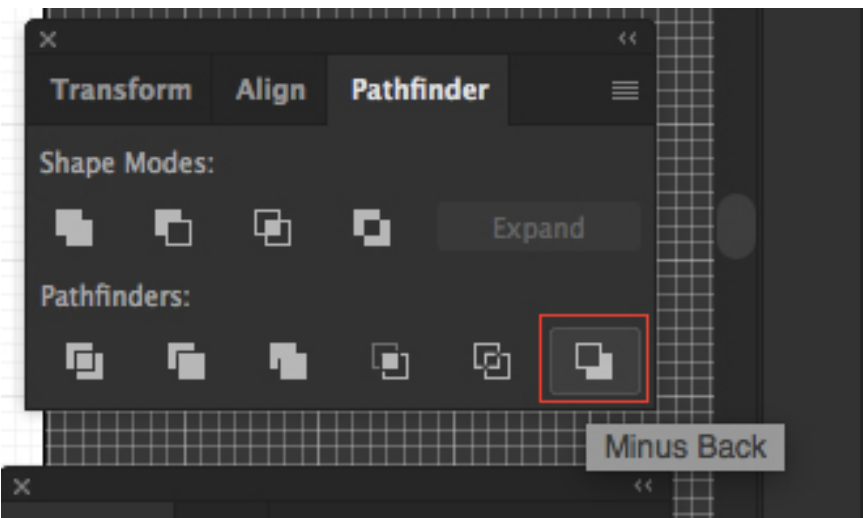 Transform Align Pathfinder
Shape Modes:
Expand
Pathfinders:
Minus Back